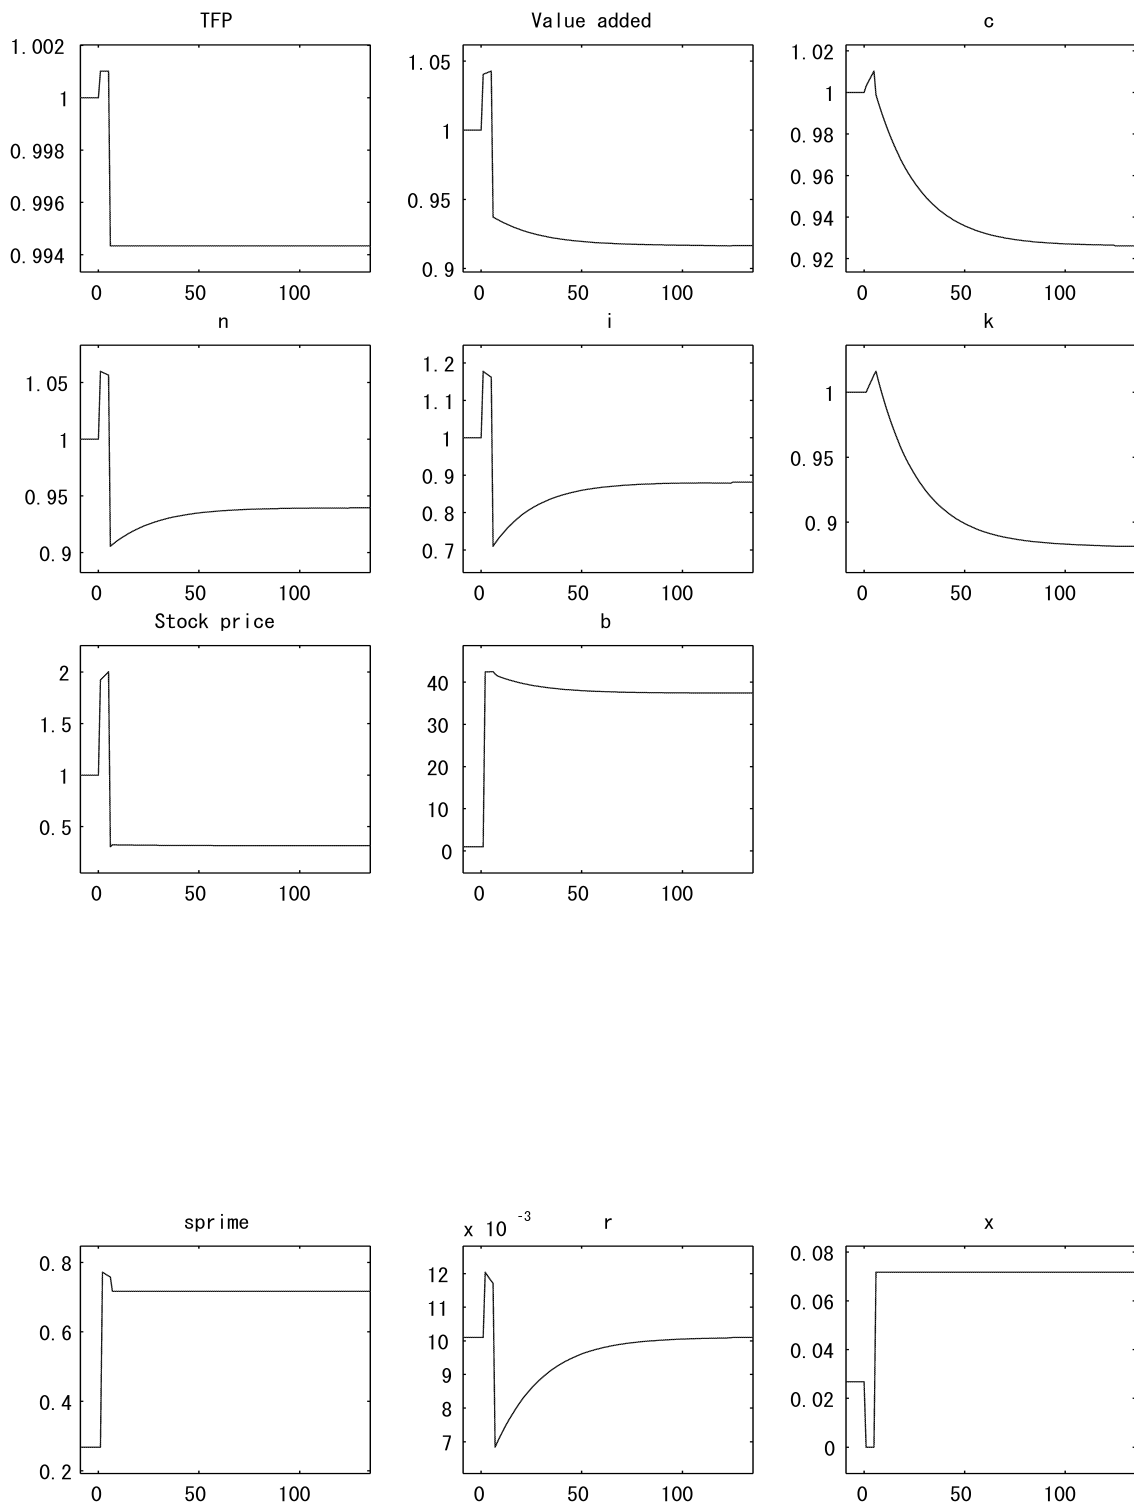 TFP
1.002
1
0.998
0.996
0.994
0 50 100
Value added
1.05
1
0.95
0.9
0 50 100
c
1.02
1
0.98
0.96
0.94
0.92
0 50 100
n
1.05
1
0.95
0.9
0 50 100
i
1.2
1.1
1
0.9
0.8
0.7
0 50 100
k
1
0.95
0.9
0 50 100
Stock price
2
1.5
1
0.5
0 50 100
b
40
30
20
10
0
0 50 100
sprime
0.8
0.6
0.4
0.2
0 50 100
x 10 -3
r
12
11
10
9
8
7
0 50 100
x
0.08
0.06
0.04
0.02
0
0 50 100